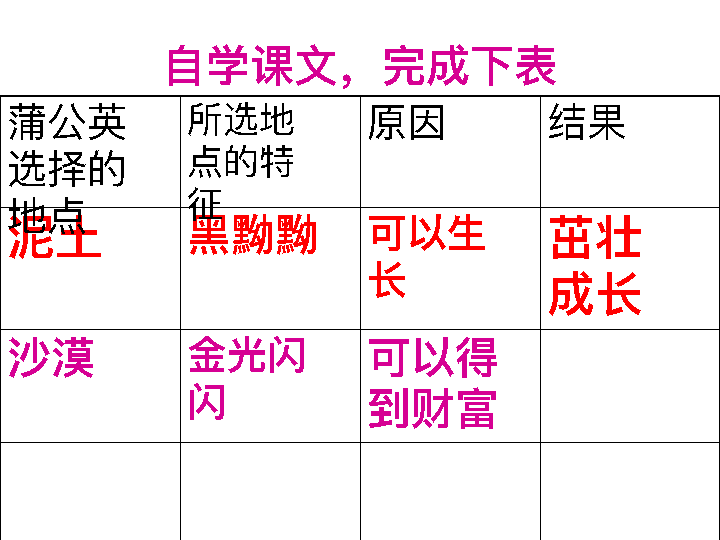 自学课文，完成下表
蒲公英
选择的
地点
所选地
点的特
征
原因
结果
泥土
黑黝黝
可以生
长
茁壮
成长
沙漠
金光闪
闪
可以得
到财富